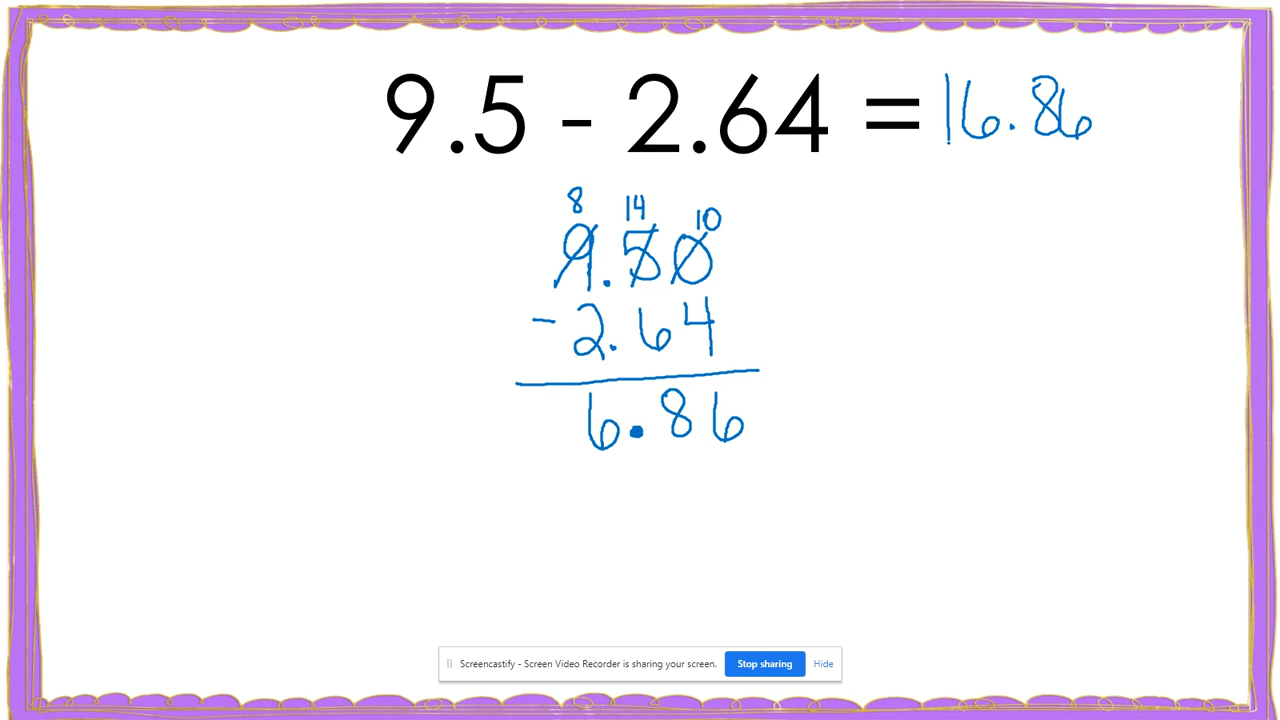 9.5 - 2.64 = 16.86
8 14 10
9.50
- 2.64
6.86
Screencastify - Screen Video Recorder is sharing your screen. Stop sharing Hide